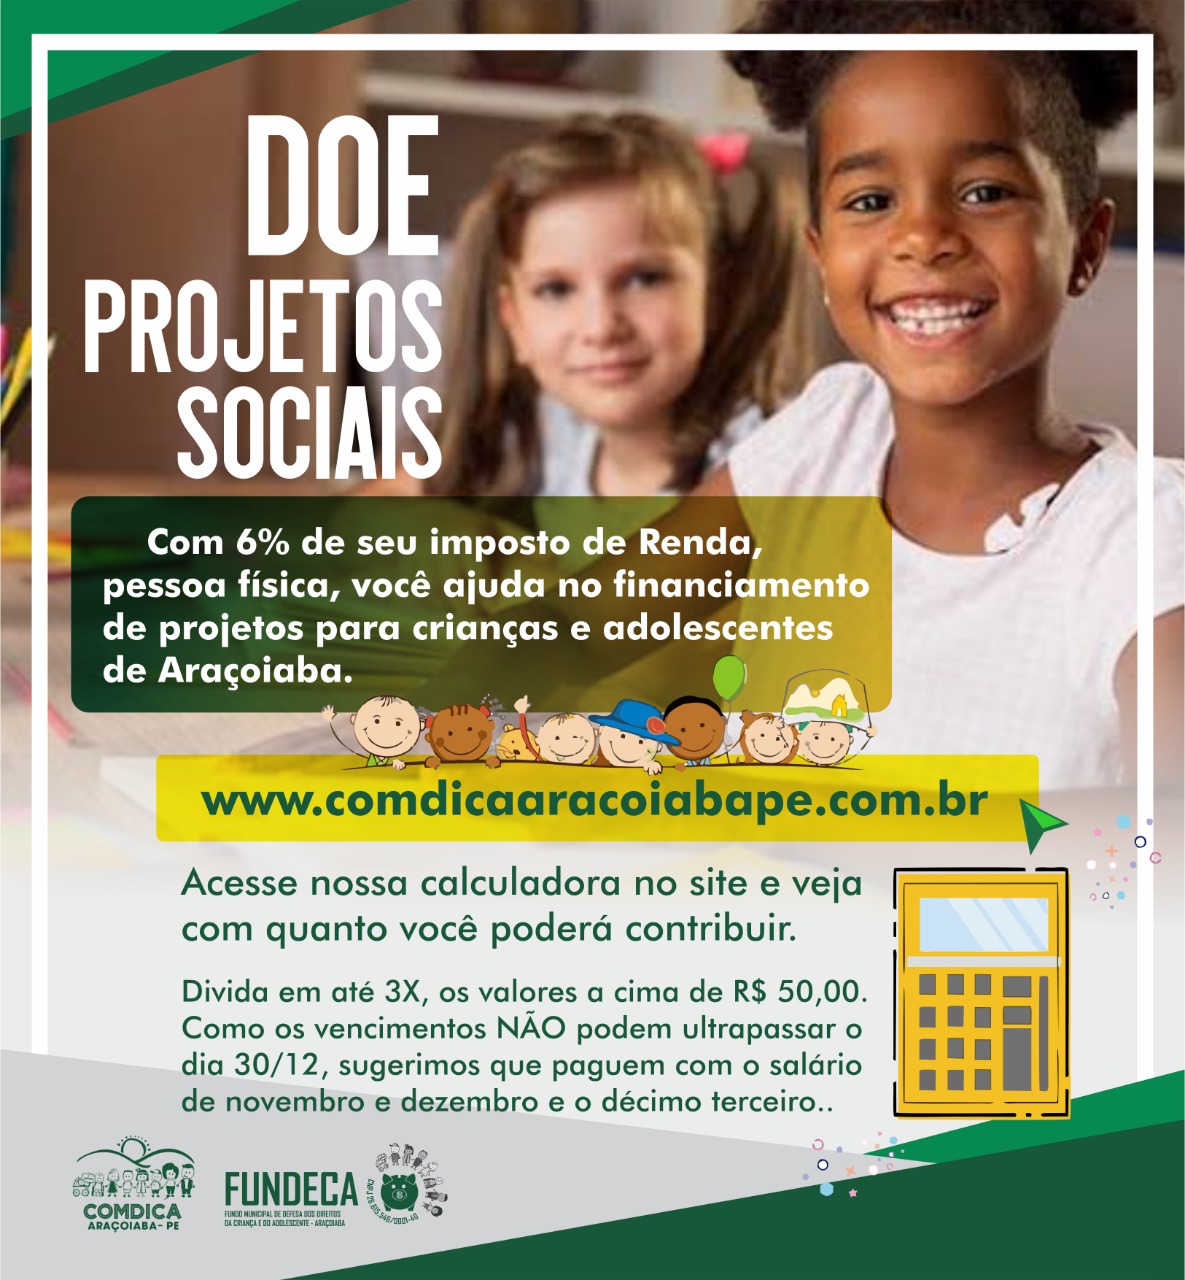 DOE
PROJETOS
SOCIAIS
Com 6% de seu imposto de Renda,
pessoa física, você ajuda no financiamento
de projetos para crianças e adolescentes
de Araçoiaba.
www.comdicaaracoiabape.com.br
Acesse nossa calculadora no site e veja
com quanto você poderá contribuir.
Divida em até 3X, os valores a cima de R$ 50,00.
Como os vencimentos NÃO podem ultrapassar o
dia 30/12, sugerimos que paguem com o salário
de novembro e dezembro e o décimo terceiro..
COMDICA
ARAÇOIABA- PE
FUNDECA
FUNDO MUNICIPAL DE DEFESA DOS DIREITOS
DA CRIANÇA E DO ADOLESCENTE - ARAÇOIABA